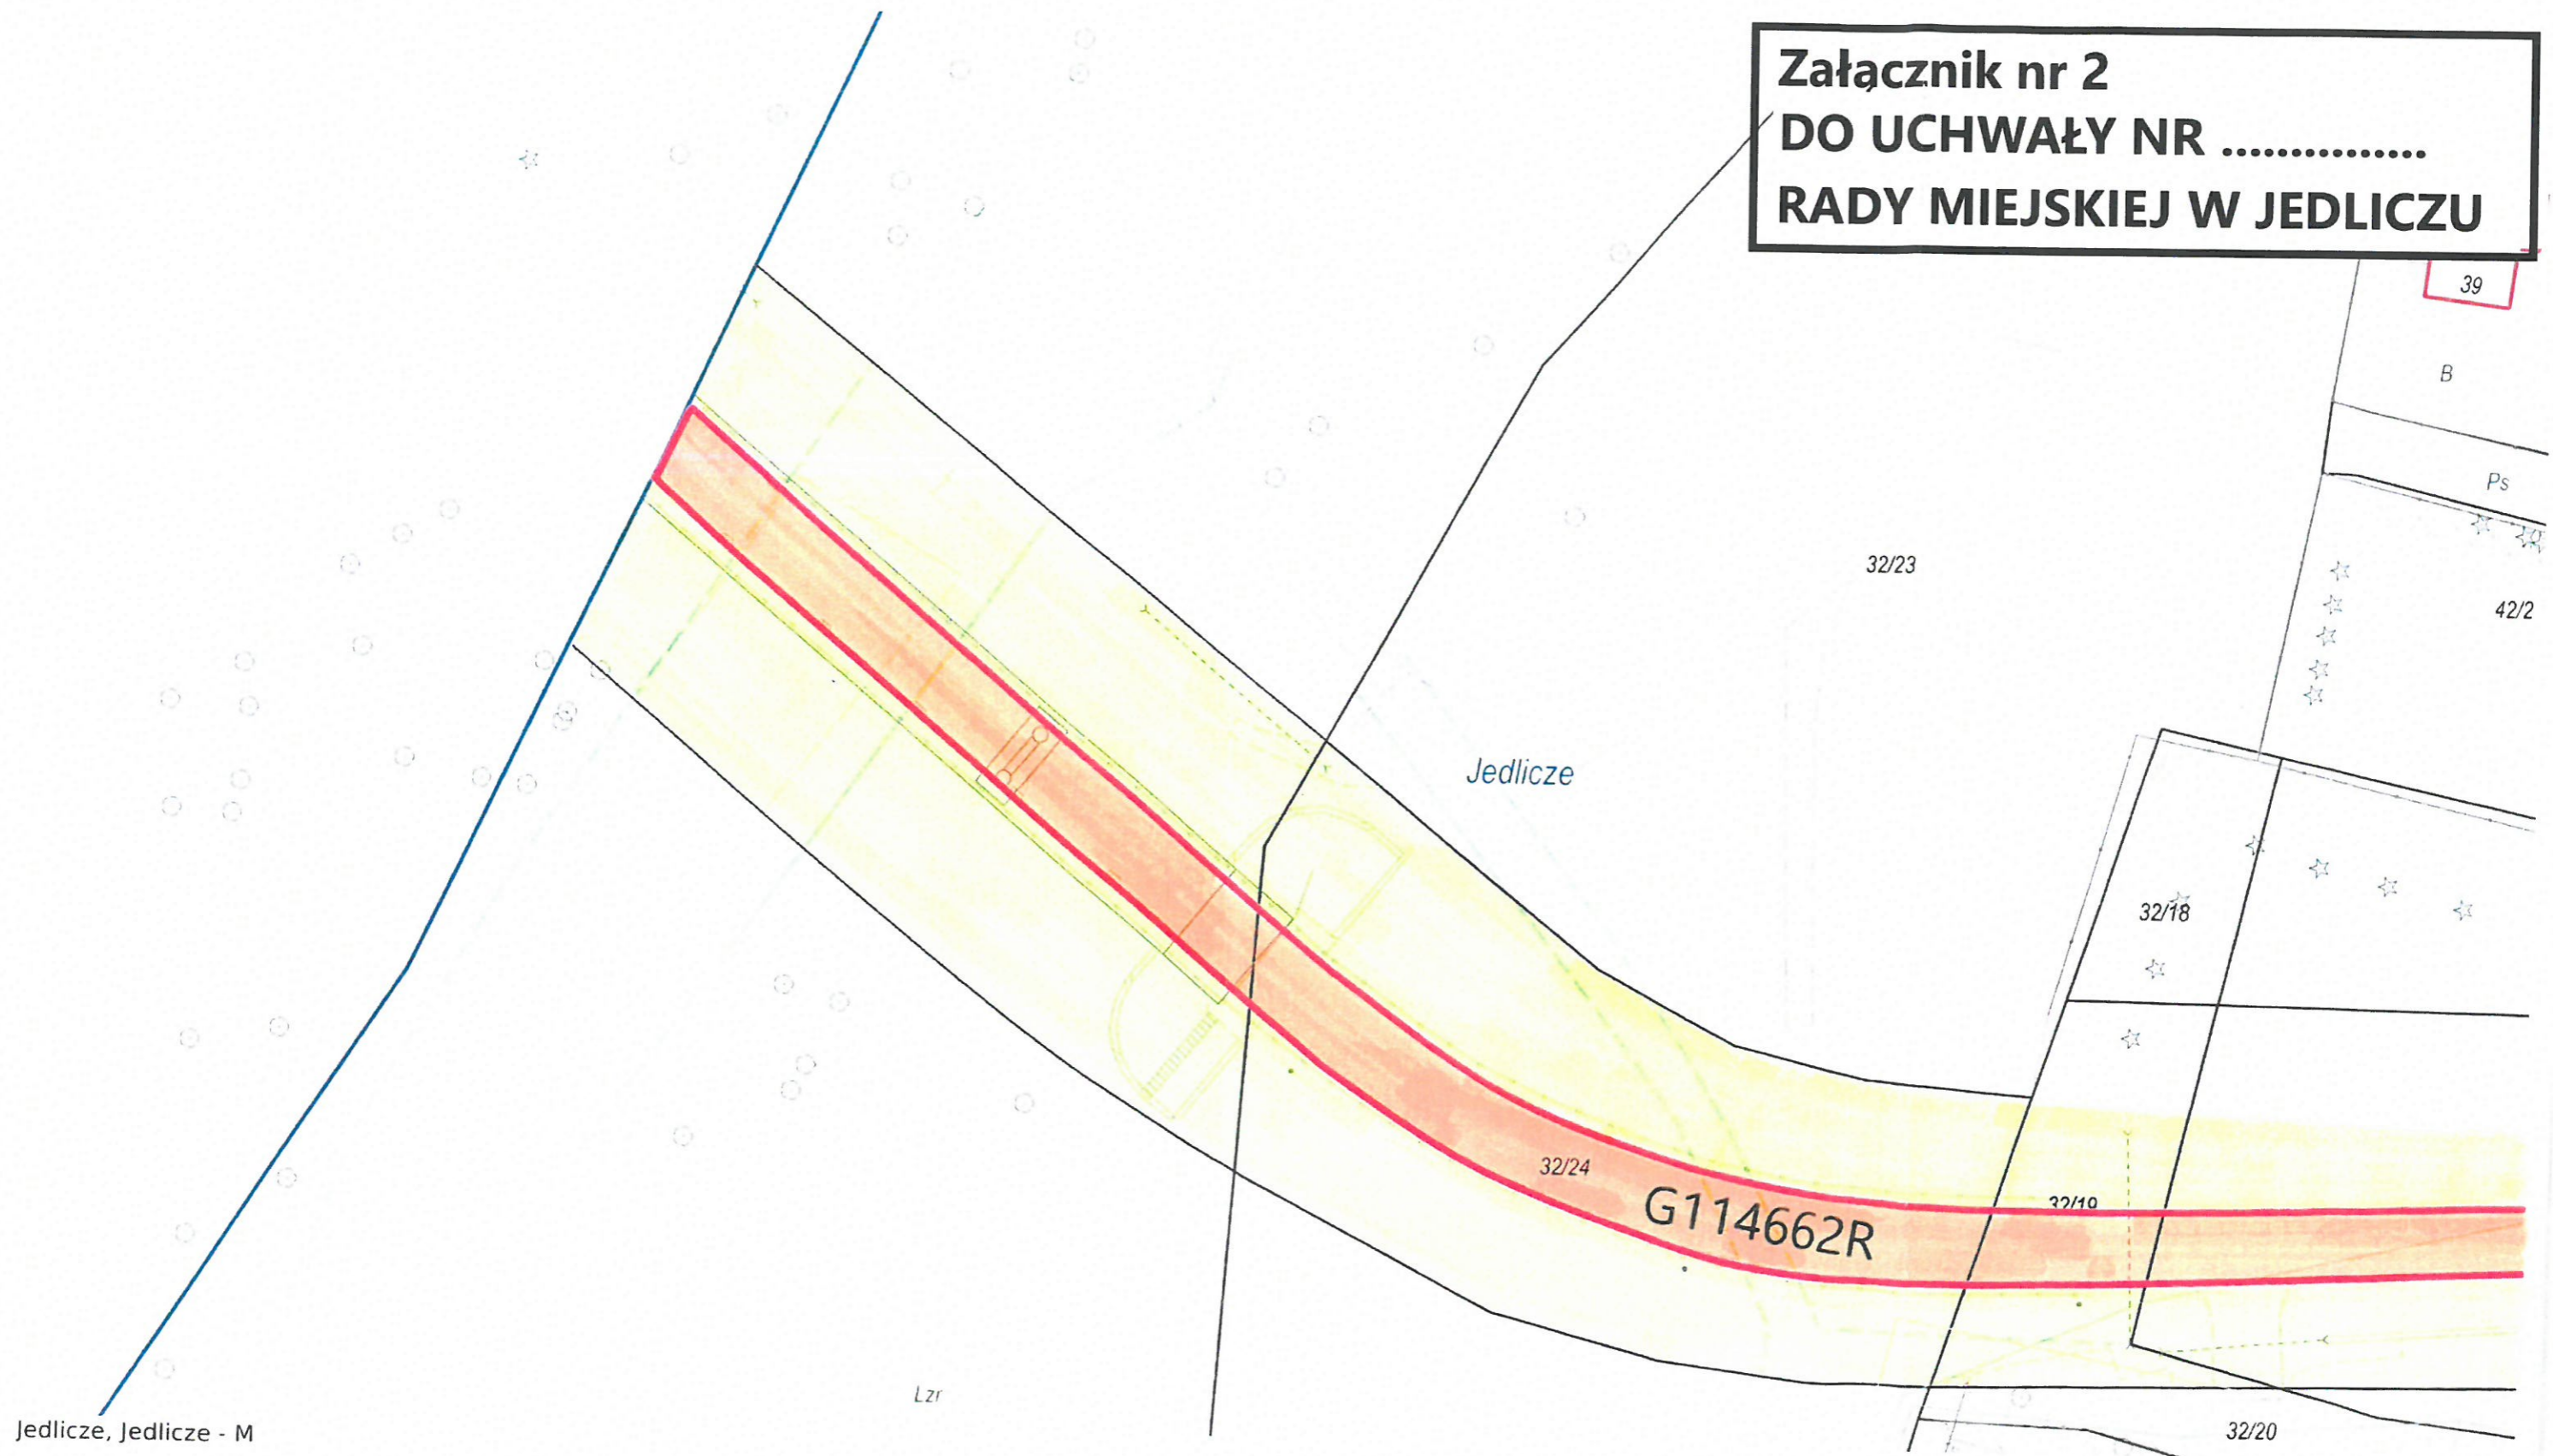 Załącznik nr 2
DO UCHWAŁY NR ...............
RADY MIEJSKIEJ W JEDLICZU
39
B
Ps
32/23
42/2
Jedlicze
32/18
32/24
32/19
G114662R
Lzr
Jedlicze, Jedlicze - M
32/20